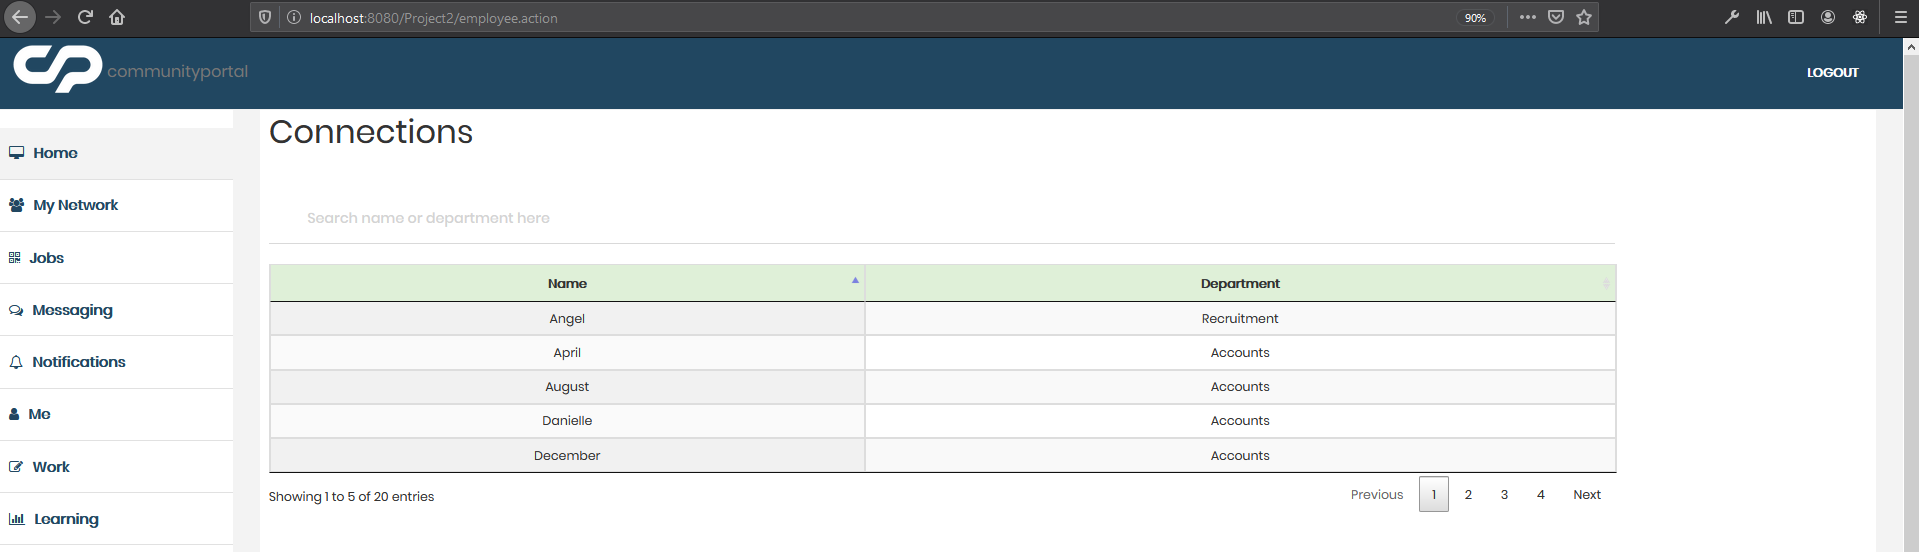 localhost:8080/Project2/employee.action 90%
communityportal LOGOUT
Connections
Home
My Network
Jobs
Messaging
Notifications
Me
Work
Learning
Search name or department here
Name Department
Angel Recruitment
April Accounts
August Accounts
Danielle Accounts
December Accounts
Showing 1 to 5 of 20 entries
Previous 1 2 3 4 Next